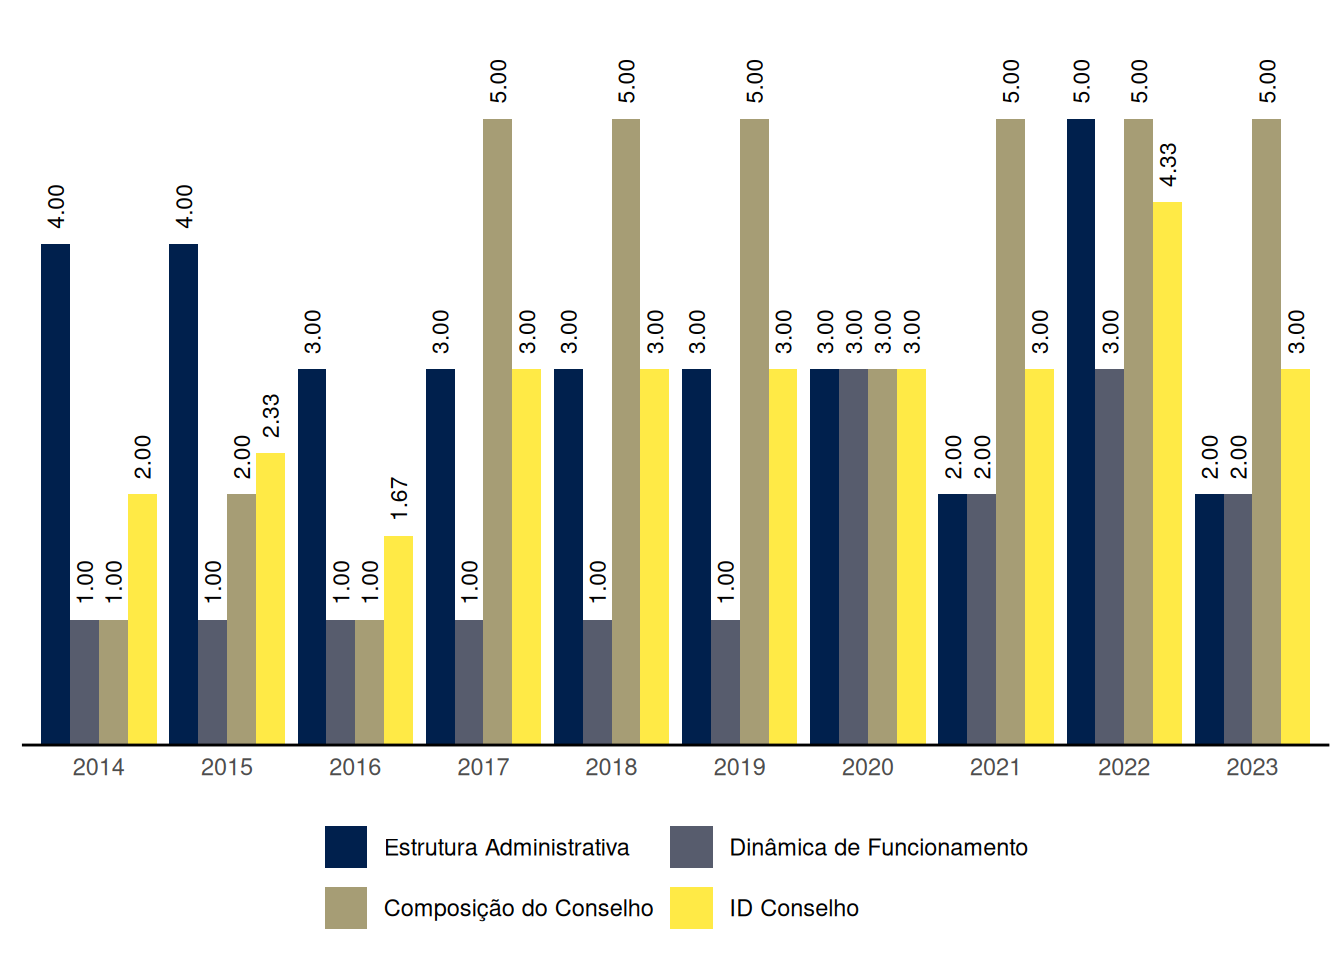 4.00 1.00 1.00 2.00 4.00 1.00 2.00 2.33 3.00 1.00 1.00 1.67 3.00 1.00 5.00 3.00 3.00 1.00 5.00 3.00 3.00 1.00 5.00 3.00 3.00 3.00 3.00 3.00 2.00 2.00 5.00 3.00 5.00 3.00 5.00 4.33 2.00 2.00 5.00 3.00
2014 2015 2016 2017 2018 2019 2020 2021 2022 2023
Estrutura Administrativa Dinâmica de Funcionamento
Composição do Conselho ID Conselho